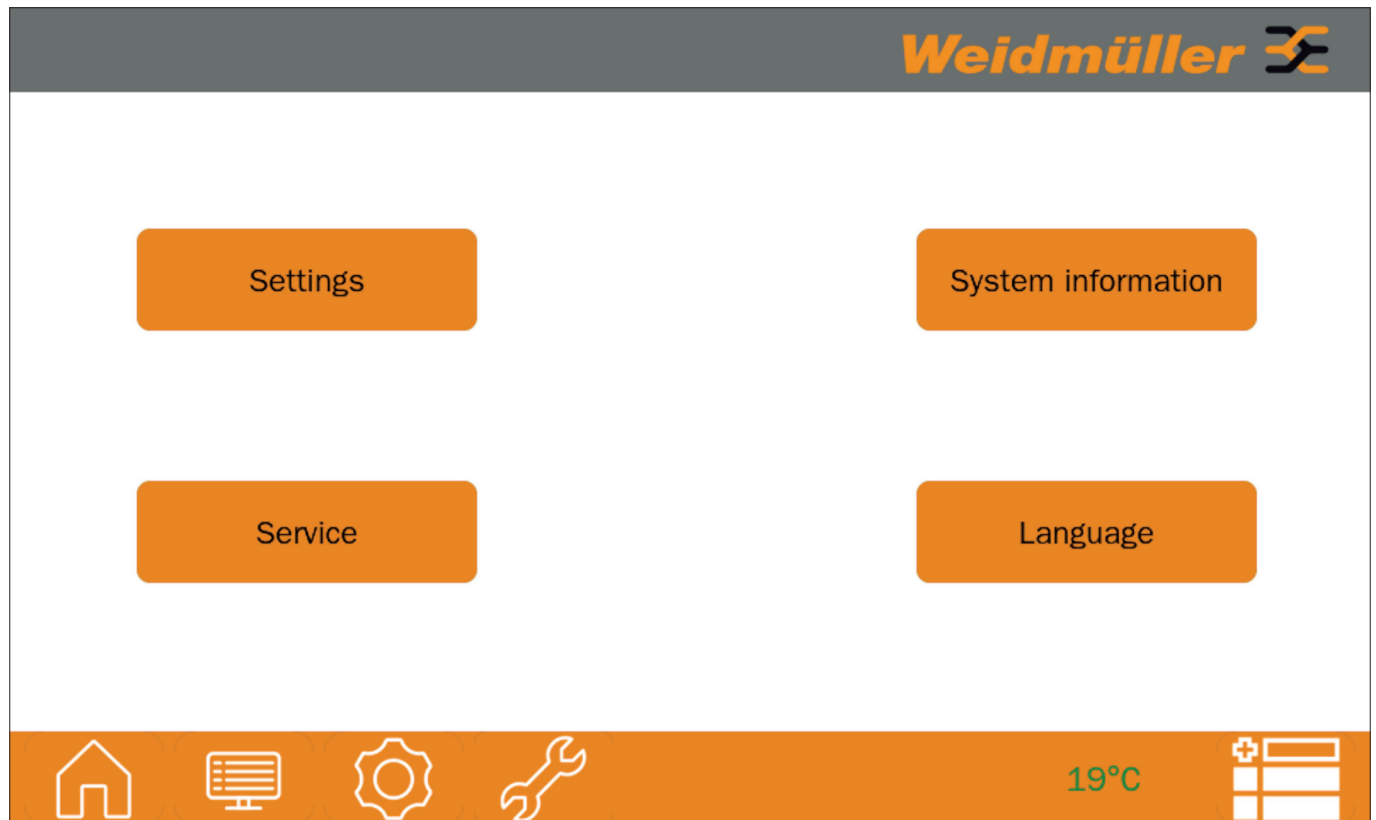 Weidmüller
Settings
System information
Service
Language
19°C